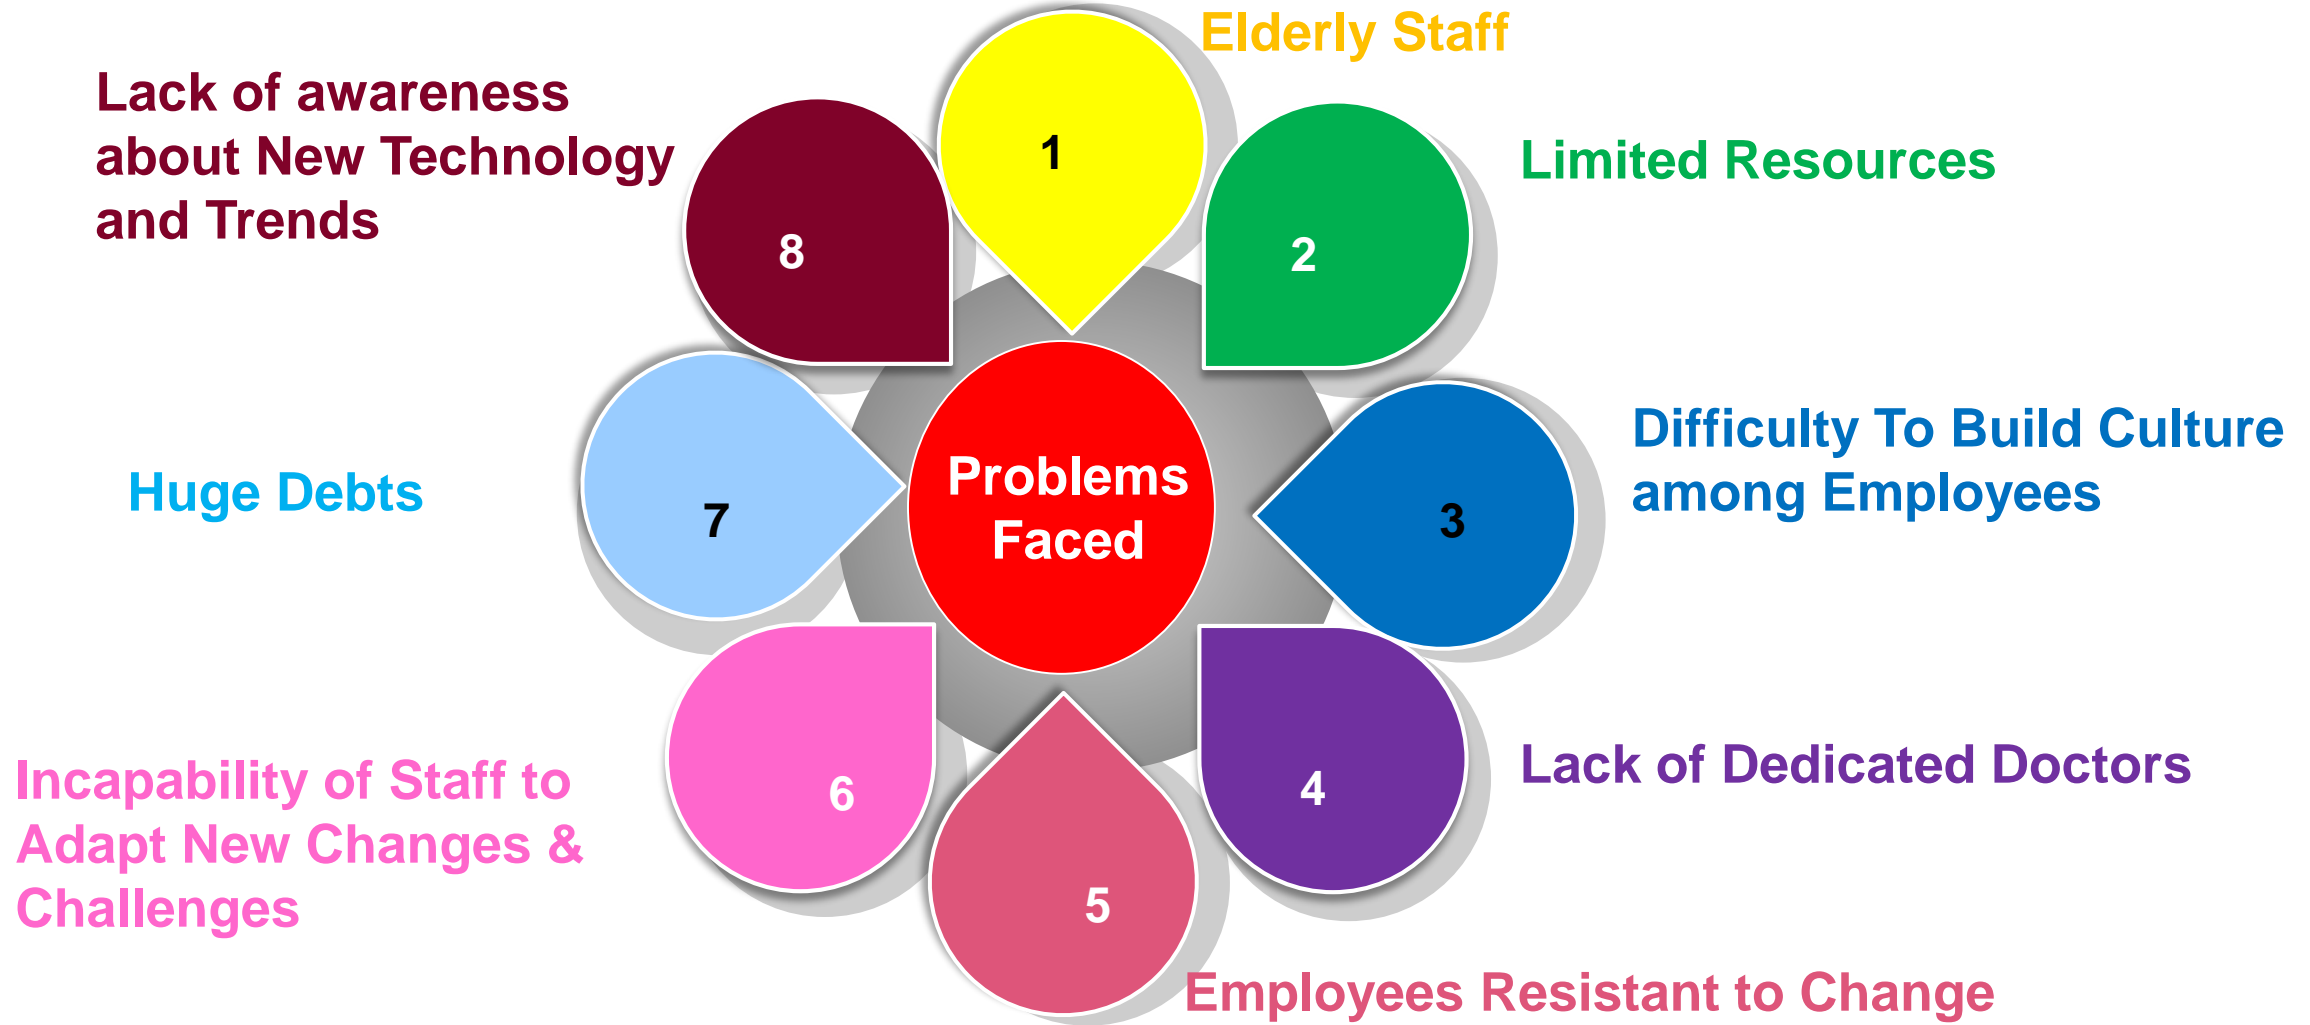 Problems
Faced
1
Elderly Staff
2
Limited Resources
3
Difficulty To Build Culture
among Employees
4
Lack of Dedicated Doctors
5
Employees Resistant to Change
6
Incapability of Staff to
Adapt New Changes &
Challenges
7
Huge Debts
8
Lack of awareness
about New Technology
and Trends